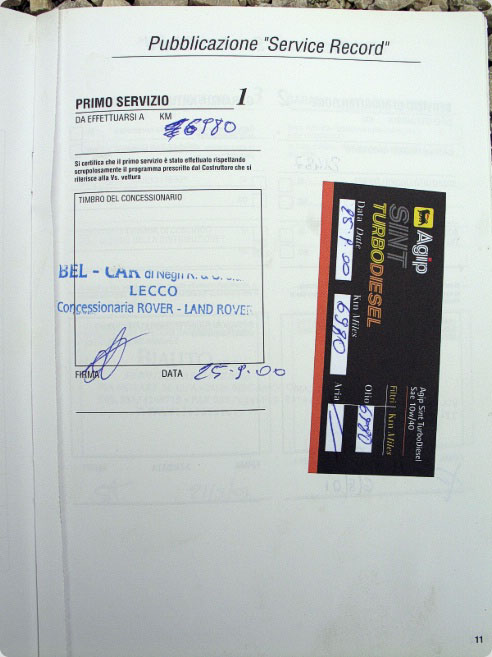 Pubblicazione "Service Record"
PRIMO SERVIZIO 1
DA EFFETTUARSI A KM
6980
Si certifica che il primo servizio è stato effettuato rispettando
scrupolosamente il programma prescritto dal Costruttore che si
riferisce alla Vs. vettura
TIMBRO DEL CONCESSIONARIO
BEL - CAR di Negri
LECCO
Concessionaria ROVER - LAND ROVER
FIRMA DATA 25-9-00
Agip
SINT
TURBODIESEL
Data Date Km Miles
25-9-00 6980
Agip Sint TurboDiesel
Sae 10w/40
Filtri Km Miles
Olio 6980
Aria
11